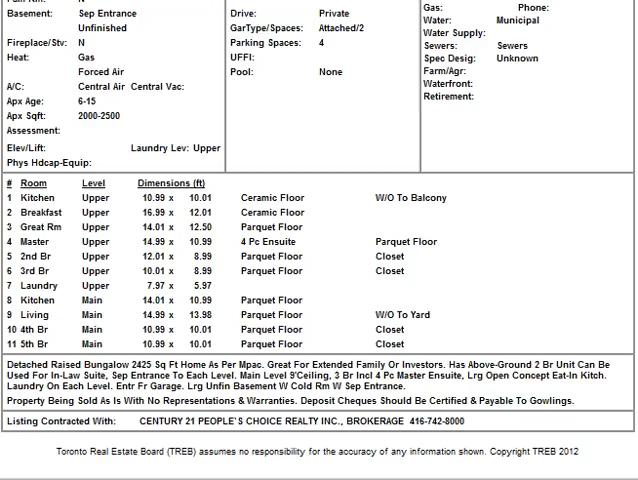 Fam Rm: N
Basement: Sep Entrance
Unfinished
Fireplace/Stv: N
Heat: Gas
Forced Air
A/C: Central Air Central Vac:
Apx Age: 6-15
Apx Sqft: 2000-2500
Assessment:
Elev/Lift: Laundry Lev: Upper
Phys Hdcap-Equip:
Drive: Private
GarType/Spaces: Attached/2
Parking Spaces: 4
UFFI:
Pool: None
Gas: Phone:
Water: Municipal
Water Supply:
Sewers: Sewers
Spec Desig: Unknown
Farm/Agr:
Waterfront:
Retirement:
# Room Level Dimensions (ft)
1 Kitchen Upper 10.99 x 10.01 Ceramic Floor W/O To Balcony
2 Breakfast Upper 16.99 x 12.01 Ceramic Floor
3 Great Rm Upper 14.01 x 12.50 Parquet Floor
4 Master Upper 14.99 x 10.99 4 Pc Ensuite Parquet Floor
5 2nd Br Upper 12.01 x 8.99 Parquet Floor Closet
6 3rd Br Upper 10.01 x 8.99 Parquet Floor Closet
7 Laundry Upper 7.97 x 5.97
8 Kitchen Main 14.01 x 10.99 Parquet Floor
9 Living Main 14.99 x 13.98 Parquet Floor W/O To Yard
10 4th Br Main 10.99 x 10.01 Parquet Floor Closet
11 5th Br Main 10.99 x 10.01 Parquet Floor Closet
Detached Raised Bungalow 2425 Sq Ft Home As Per Mpac. Great For Extended Family Or Investors. Has Above-Ground 2 Br Unit Can Be
Used For In-Law Suite, Sep Entrance To Each Level. Main Level 9'Ceiling, 3 Br Incl 4 Pc Master Ensuite, Lrg Open Concept Eat-In Kitch.
Laundry On Each Level. Entr Fr Garage. Lrg Unfin Basement W Cold Rm W Sep Entrance.
Property Being Sold As Is With No Representations & Warranties. Deposit Cheques Should Be Certified & Payable To Gowlings.
Listing Contracted With: CENTURY 21 PEOPLE'S CHOICE REALTY INC., BROKERAGE 416-742-8000
Toronto Real Estate Board (TREB) assumes no responsibility for the accuracy of any information shown. Copyright TREB 2012